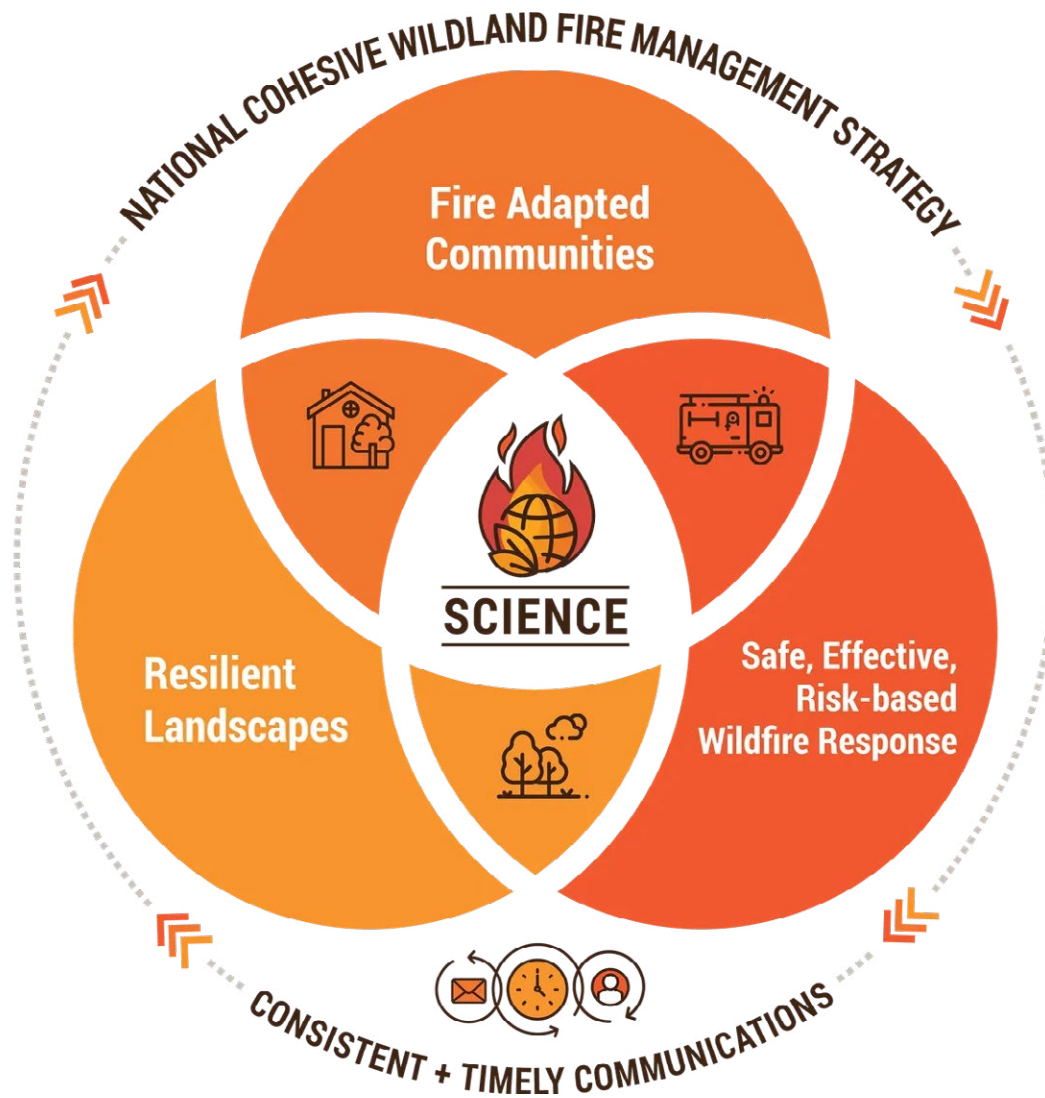 NATIONAL COHESIVE WILDLAND FIRE MANAGEMENT STRATEGY
Fire Adapted
Communities
SCIENCE
Resilient
Landscapes
Safe, Effective,
Risk-based
Wildfire Response
CONSISTENT + TIMELY COMMUNICATIONS